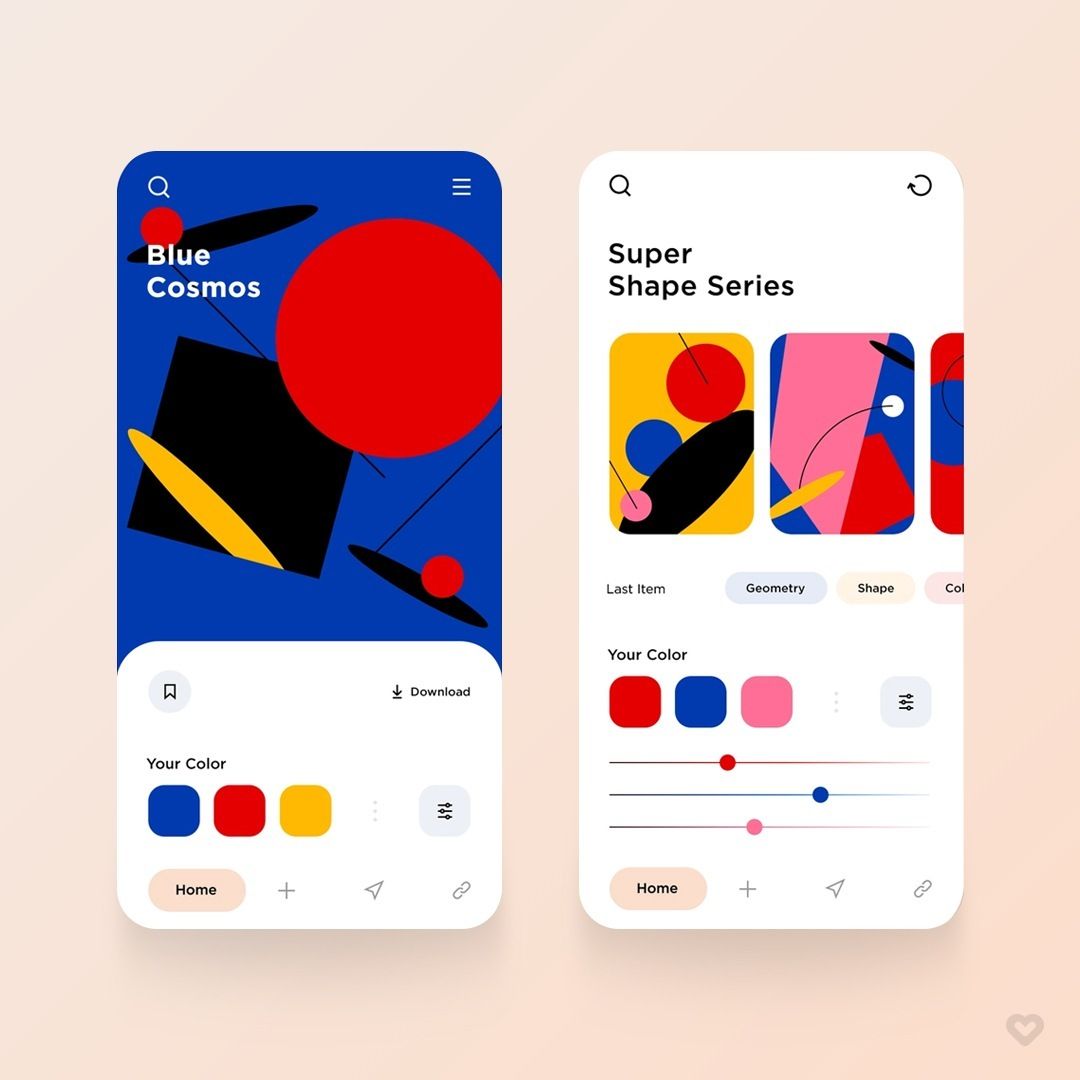 Blue
Cosmos
Download
Your Color
Home
Super
Shape Series
Last Item
Geometry
Shape
Col
Your Color
Home